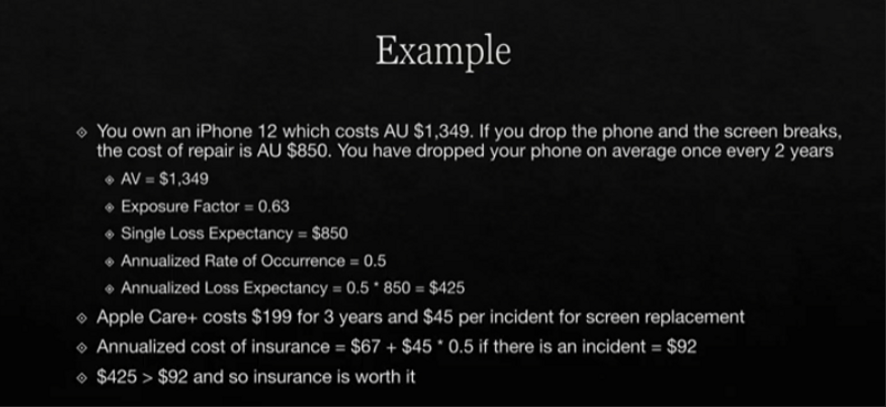 Example
You own an iPhone 12 which costs AU $1,349. If you drop the phone and the screen breaks,
the cost of repair is AU $850. You have dropped your phone on average once every 2 years
AV = $1,349
Exposure Factor = 0.63
Single Loss Expectancy = $850
Annualized Rate of Occurrence = 0.5
Annualized Loss Expectancy = 0.5 * 850 = $425
Apple Care+ costs $199 for 3 years and $45 per incident for screen replacement
Annualized cost of insurance = $67 + $45 * 0.5 if there is an incident = $92
$425 > $92 and so insurance is worth it